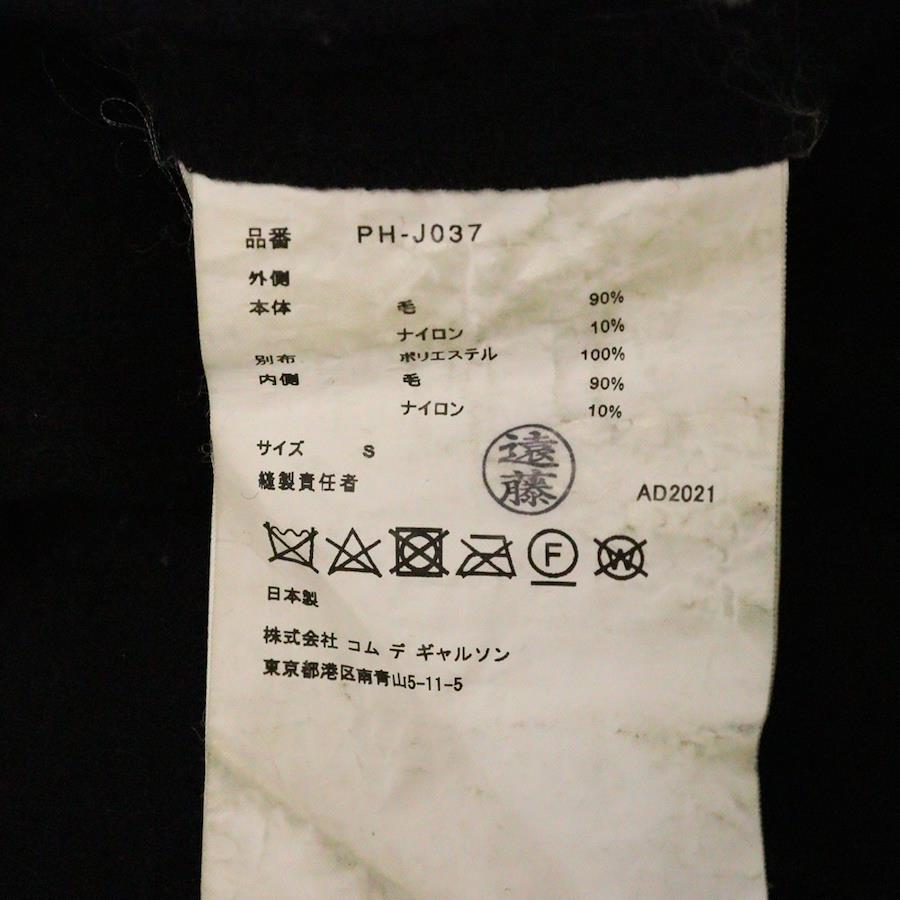 品番 PH-J037
外側
本体 毛 90%
ナイロン 10%
別布 ポリエステル 100%
内側 毛 90%
ナイロン 10%
サイズ S
縫製責任者 遠藤 AD2021
F W
日本製
株式会社 コム デ ギャルソン
東京都港区南青山5-11-5